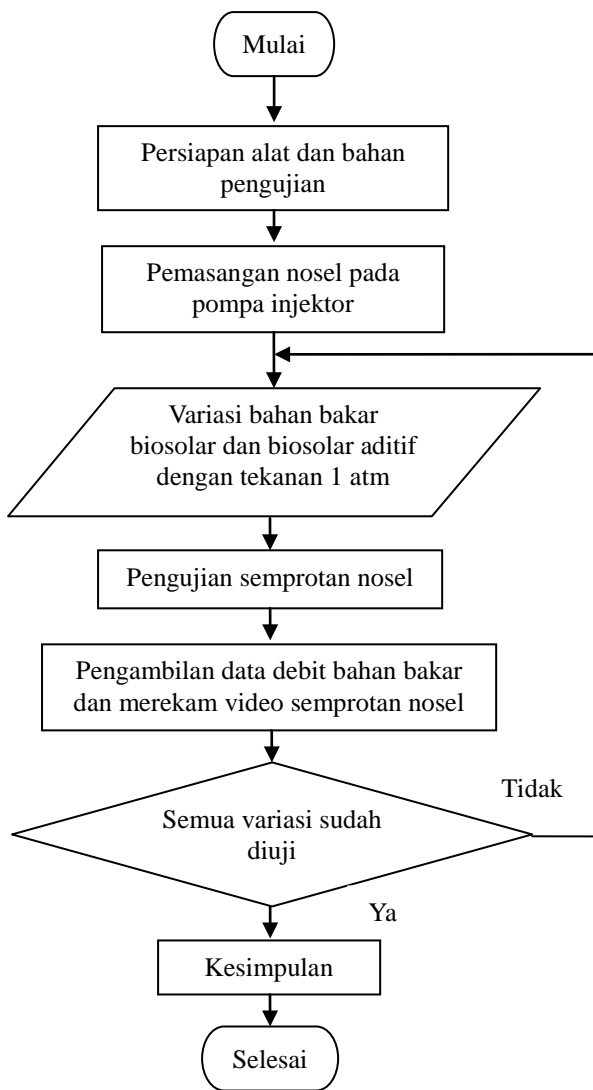 Mulai
Persiapan alat dan bahan
pengujian
Pemasangan nosel pada
pompa injektor
Variasi bahan bakar
biosolar dan biosolar aditif
dengan tekanan 1 atm
Pengujian semprotan nosel
Pengambilan data debit bahan bakar
dan merekam video semprotan nosel
Tidak
Semua variasi sudah
diuji
Ya
Kesimpulan
Selesai